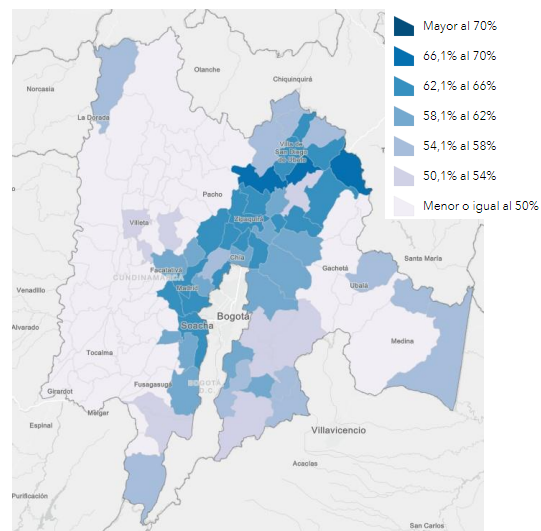 Mayor al 70%
66,1% al 70%
62,1% al 66%
58,1% al 62%
54,1% al 58%
50,1% al 54%
Menor o igual al 50%
Otanche
Chiquinquirá
Norcasia
La Dorada
Villa de
San Diego
de Ubaté
Pacho
Zipaquirá
Villeta
Chía
Santa María
Gachetá
Facatativá
CUNDINAMARCA
Ubalá
Venadillo
Madrid
Alvarado
Soacha
Bogotá
Medina
Tocaima
Fusagasugá
BOGOTÁ
D.C.
Girardot
Melgar
Espinal
Villavicencio
Acacías
Purificación
San Carlos